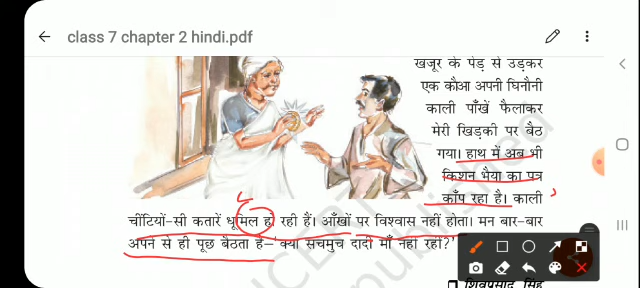 class 7 chapter 2 hindi.pdf
खजूर के पेड़ से उड़कर
एक कौआ अपनी घिनौनी
काली पाँखें फैलाकर
मेरी खिड़की पर बैठ
गया। हाथ में अब भी
किशन भैया का पत्र
काँप रहा है। काली
चींटियों-सी कतारें धूमिल हो रही हैं। आँखों पर विश्वास नहीं होता। मन बार-बार
अपने से ही पूछ बैठता है-'क्या सचमुच दादी माँ नहीं रहीं?'
शिवप्रसाद सिंह